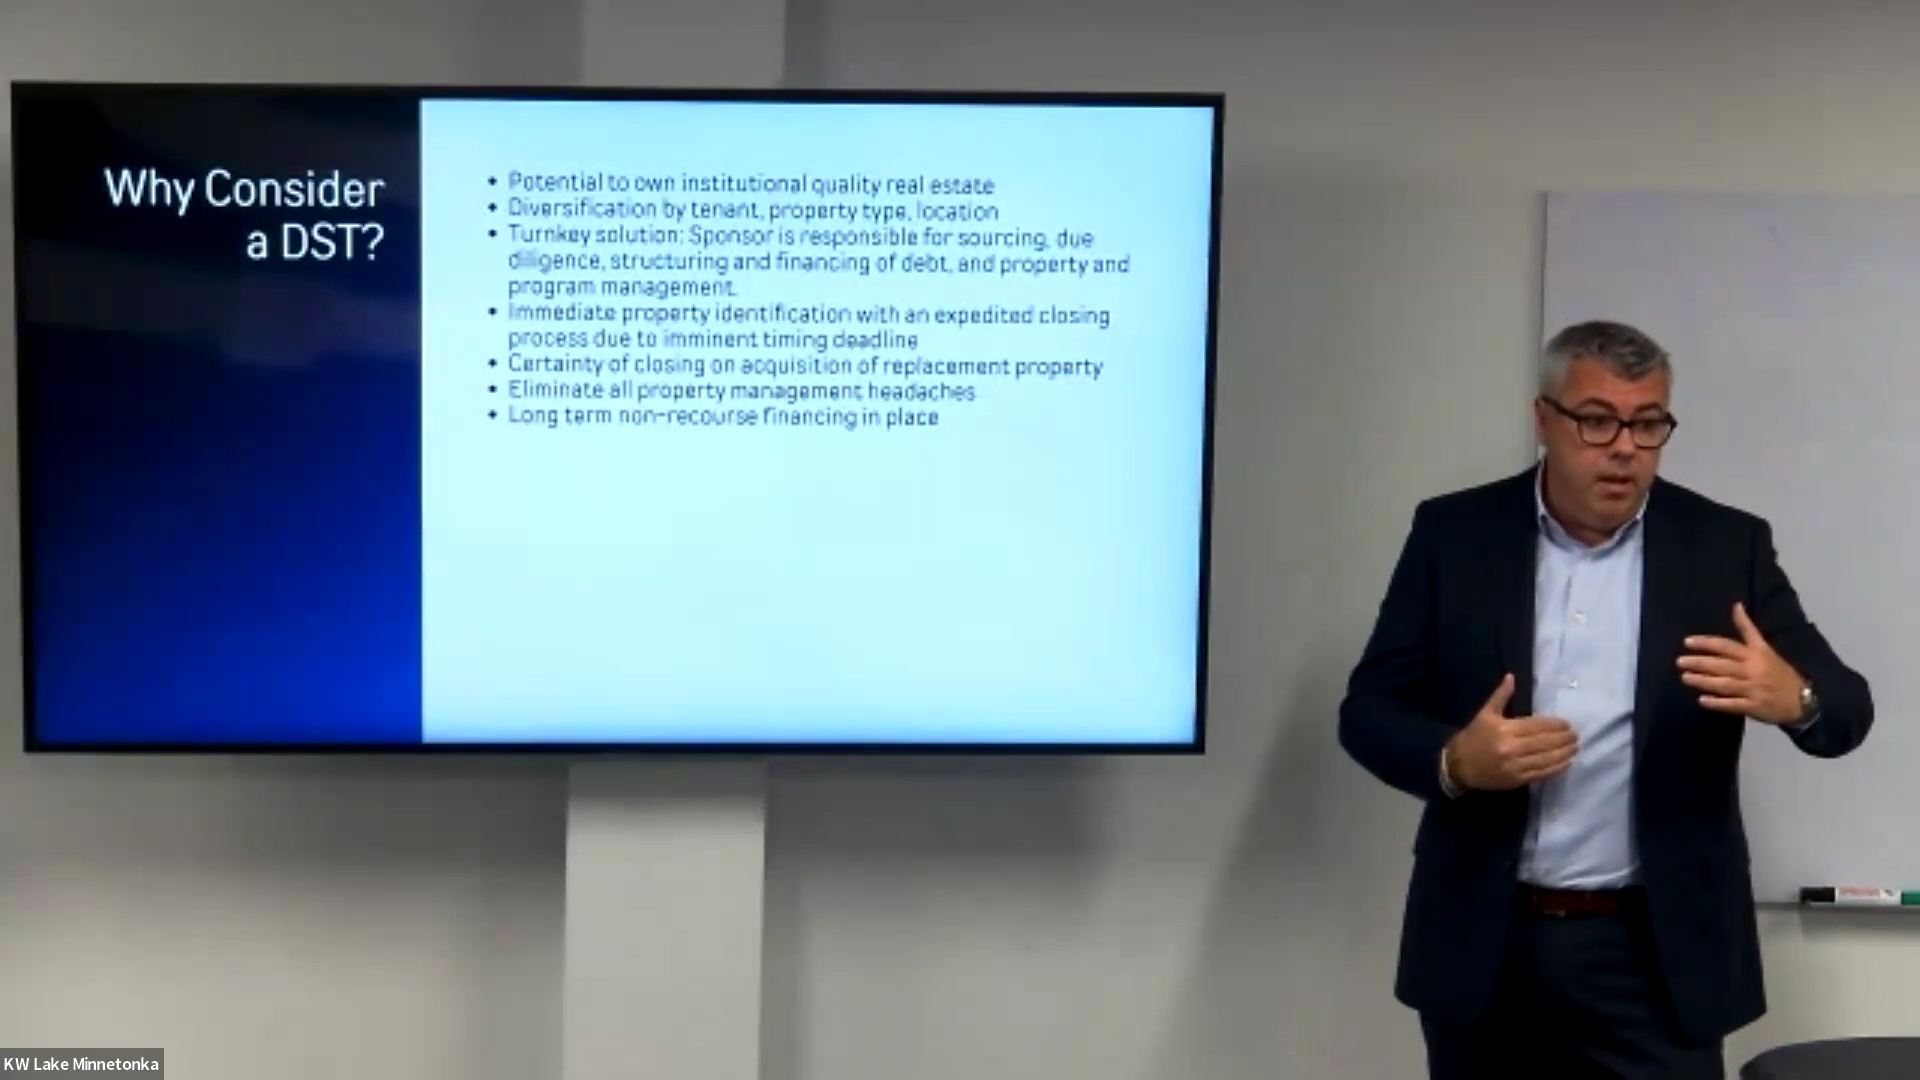 Why Consider
a DST?
• Potential to own institutional quality real estate
• Diversification by tenant, property type, location
• Turnkey solution: Sponsor is responsible for sourcing, due
diligence, structuring and financing of debt, and property and
program management.
• Immediate property identification with an expedited closing
process due to imminent timing deadline
• Certainty of closing on acquisition of replacement property
• Eliminate all property management headaches
• Long term non-recourse financing in place
KW Lake Minnetonka